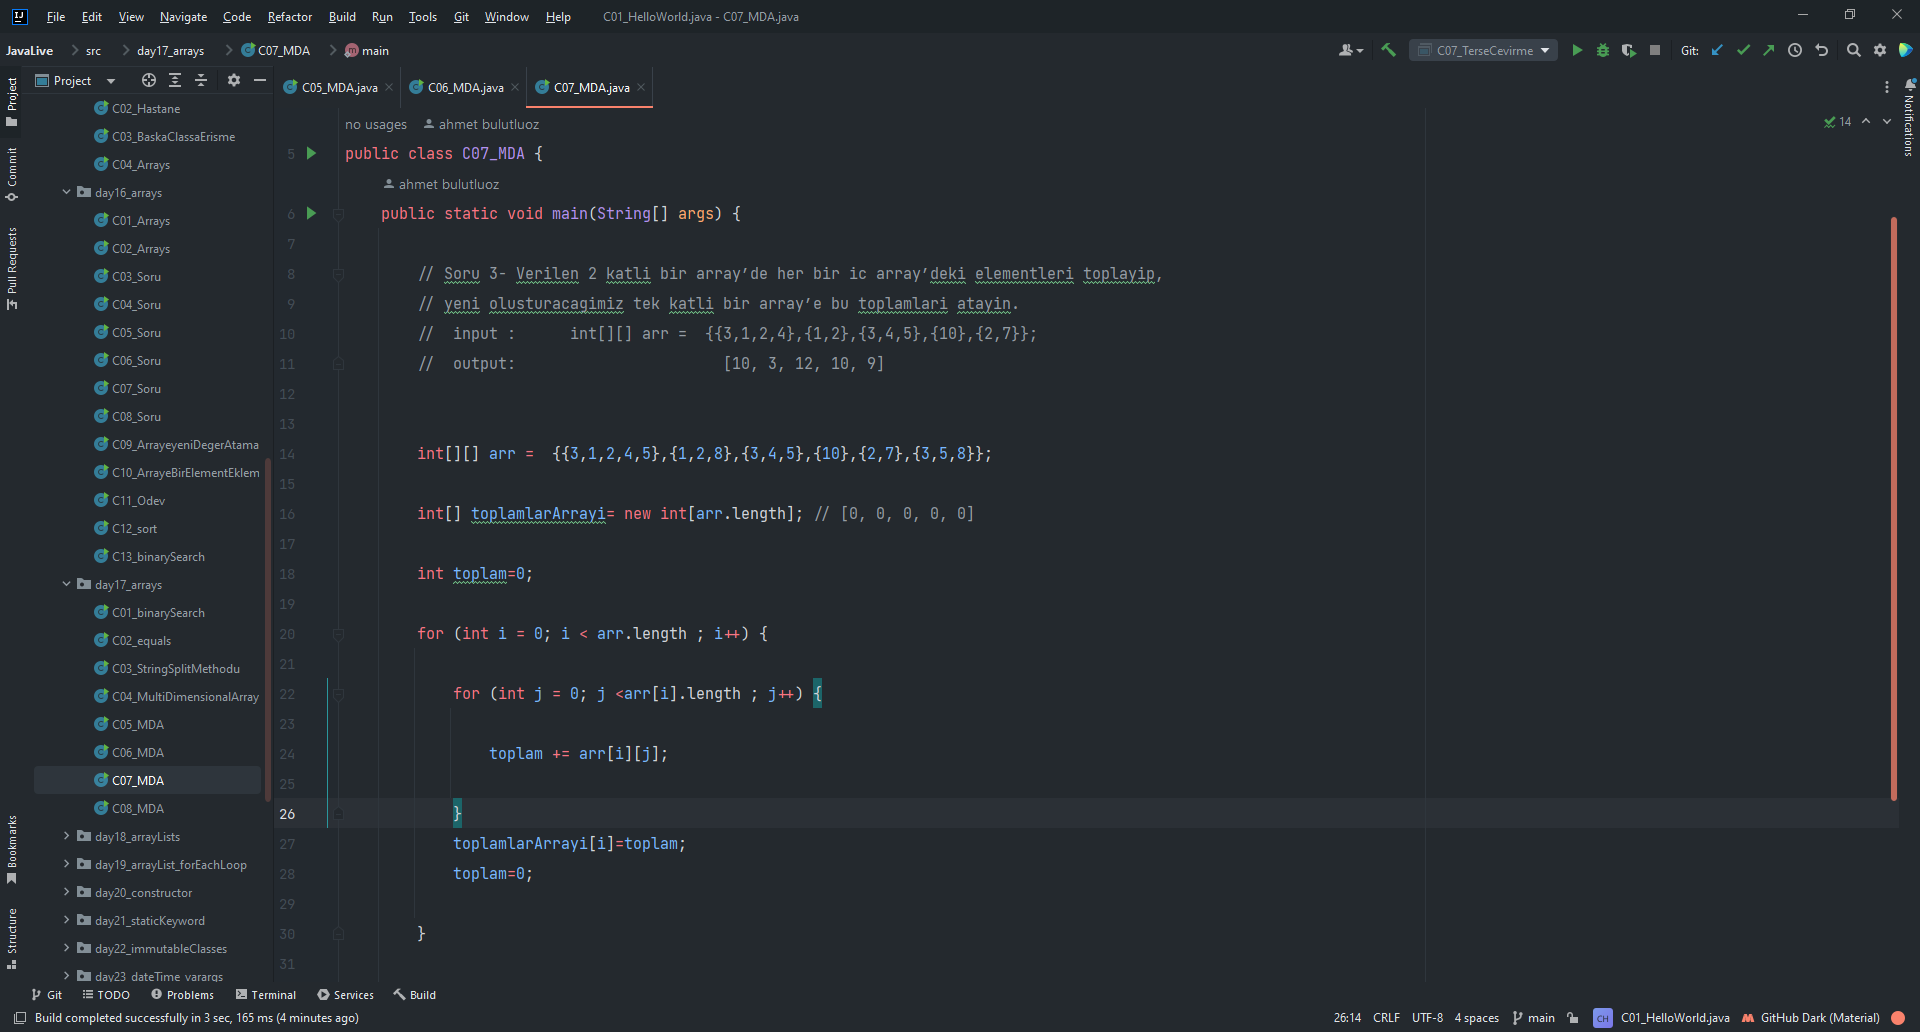 File Edit View Navigate Code Refactor Build Run Tools Git Window Help C01_HelloWorld.java - C07_MDA.java
JavaLive src day17_arrays C07_MDA main C07_TerseCevirme Git:
Project
C05_MDA.java C06_MDA.java C07_MDA.java
Project
Commit
Pull Requests
Bookmarks
Structure
Notifications
C02_Hastane
C03_BaskaClassaErisme
C04_Arrays
day16_arrays
C01_Arrays
C02_Arrays
C03_Soru
C04_Soru
C05_Soru
C06_Soru
C07_Soru
C08_Soru
C09_ArrayeyeniDegerAtama
C10_ArrayeBirElementEklem
C11_Odev
C12_sort
C13_binarySearch
day17_arrays
C01_binarySearch
C02_equals
C03_StringSplitMethodu
C04_MultiDimensionalArray
C05_MDA
C06_MDA
C07_MDA
C08_MDA
day18_arrayLists
day19_arrayList_forEachLoop
day20_constructor
day21_staticKeyword
day22_immutableClasses
day23_dateTime_varargs
no usages ahmet bulutluoz
14
5 public class C07_MDA {
ahmet bulutluoz
6 public static void main(String[] args) {
7
8 // Soru 3- Verilen 2 katli bir array’de her bir ic array’deki elementleri toplayip,
9 // yeni olusturacagimiz tek katli bir array’e bu toplamlari atayin.
10 // input : int[][] arr = {{3,1,2,4},{1,2},{3,4,5},{10},{2,7}};
11 // output: [10, 3, 12, 10, 9]
12
13
14 int[][] arr = {{3,1,2,4,5},{1,2,8},{3,4,5},{10},{2,7},{3,5,8}};
15
16 int[] toplamlarArrayi= new int[arr.length]; // [0, 0, 0, 0, 0]
17
18 int toplam=0;
19
20 for (int i = 0; i < arr.length ; i++) {
21
22 for (int j = 0; j <arr[i].length ; j++) {
23
24 toplam += arr[i][j];
25
26 }
27 toplamlarArrayi[i]=toplam;
28 toplam=0;
29
30 }
31
Git TODO Problems Terminal Services Build
Build completed successfully in 3 sec, 165 ms (4 minutes ago) 26:14 CRLF UTF-8 4 spaces main CH C01_HelloWorld.java GitHub Dark (Material)